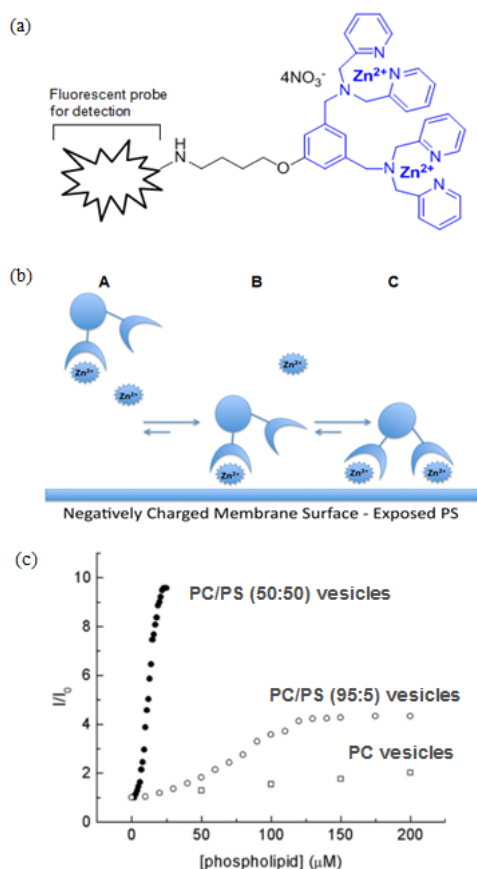 (a)
Fluorescent probe
for detection
4NO₃⁻
H
N
O
N
Zn²⁺
N
N
N
Zn²⁺
N
N
(b)
A B C
Zn²⁺
Zn²⁺
Zn²⁺
Zn²⁺
Zn²⁺
Zn²⁺
Negatively Charged Membrane Surface - Exposed PS
(c)
10
8
6
4
2
0
I/I₀
PC/PS (50:50) vesicles
PC/PS (95:5) vesicles
PC vesicles
0 50 100 150 200
[phospholipid] (μM)